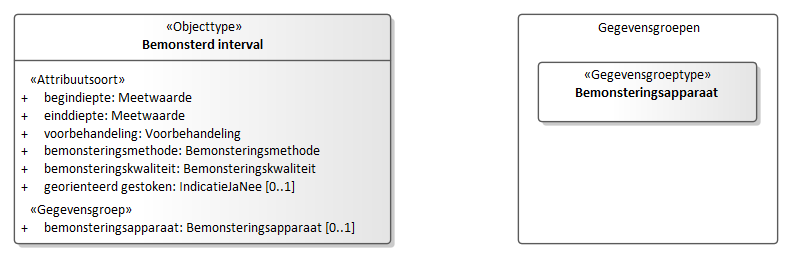 «Objecttype»
Bemonsterd interval
«Attribuutsoort»
+ begindiepte: Meetwaarde
+ einddiepte: Meetwaarde
+ voorbehandeling: Voorbehandeling
+ bemonsteringsmethode: Bemonsteringsmethode
+ bemonsteringskwaliteit: Bemonsteringskwaliteit
+ georienteerd gestoken: IndicatieJaNee [0..1]
«Gegevensgroep»
+ bemonsteringsapparaat: Bemonsteringsapparaat [0..1]
Gegevensgroepen
«Gegevensgroeptype»
Bemonsteringsapparaat